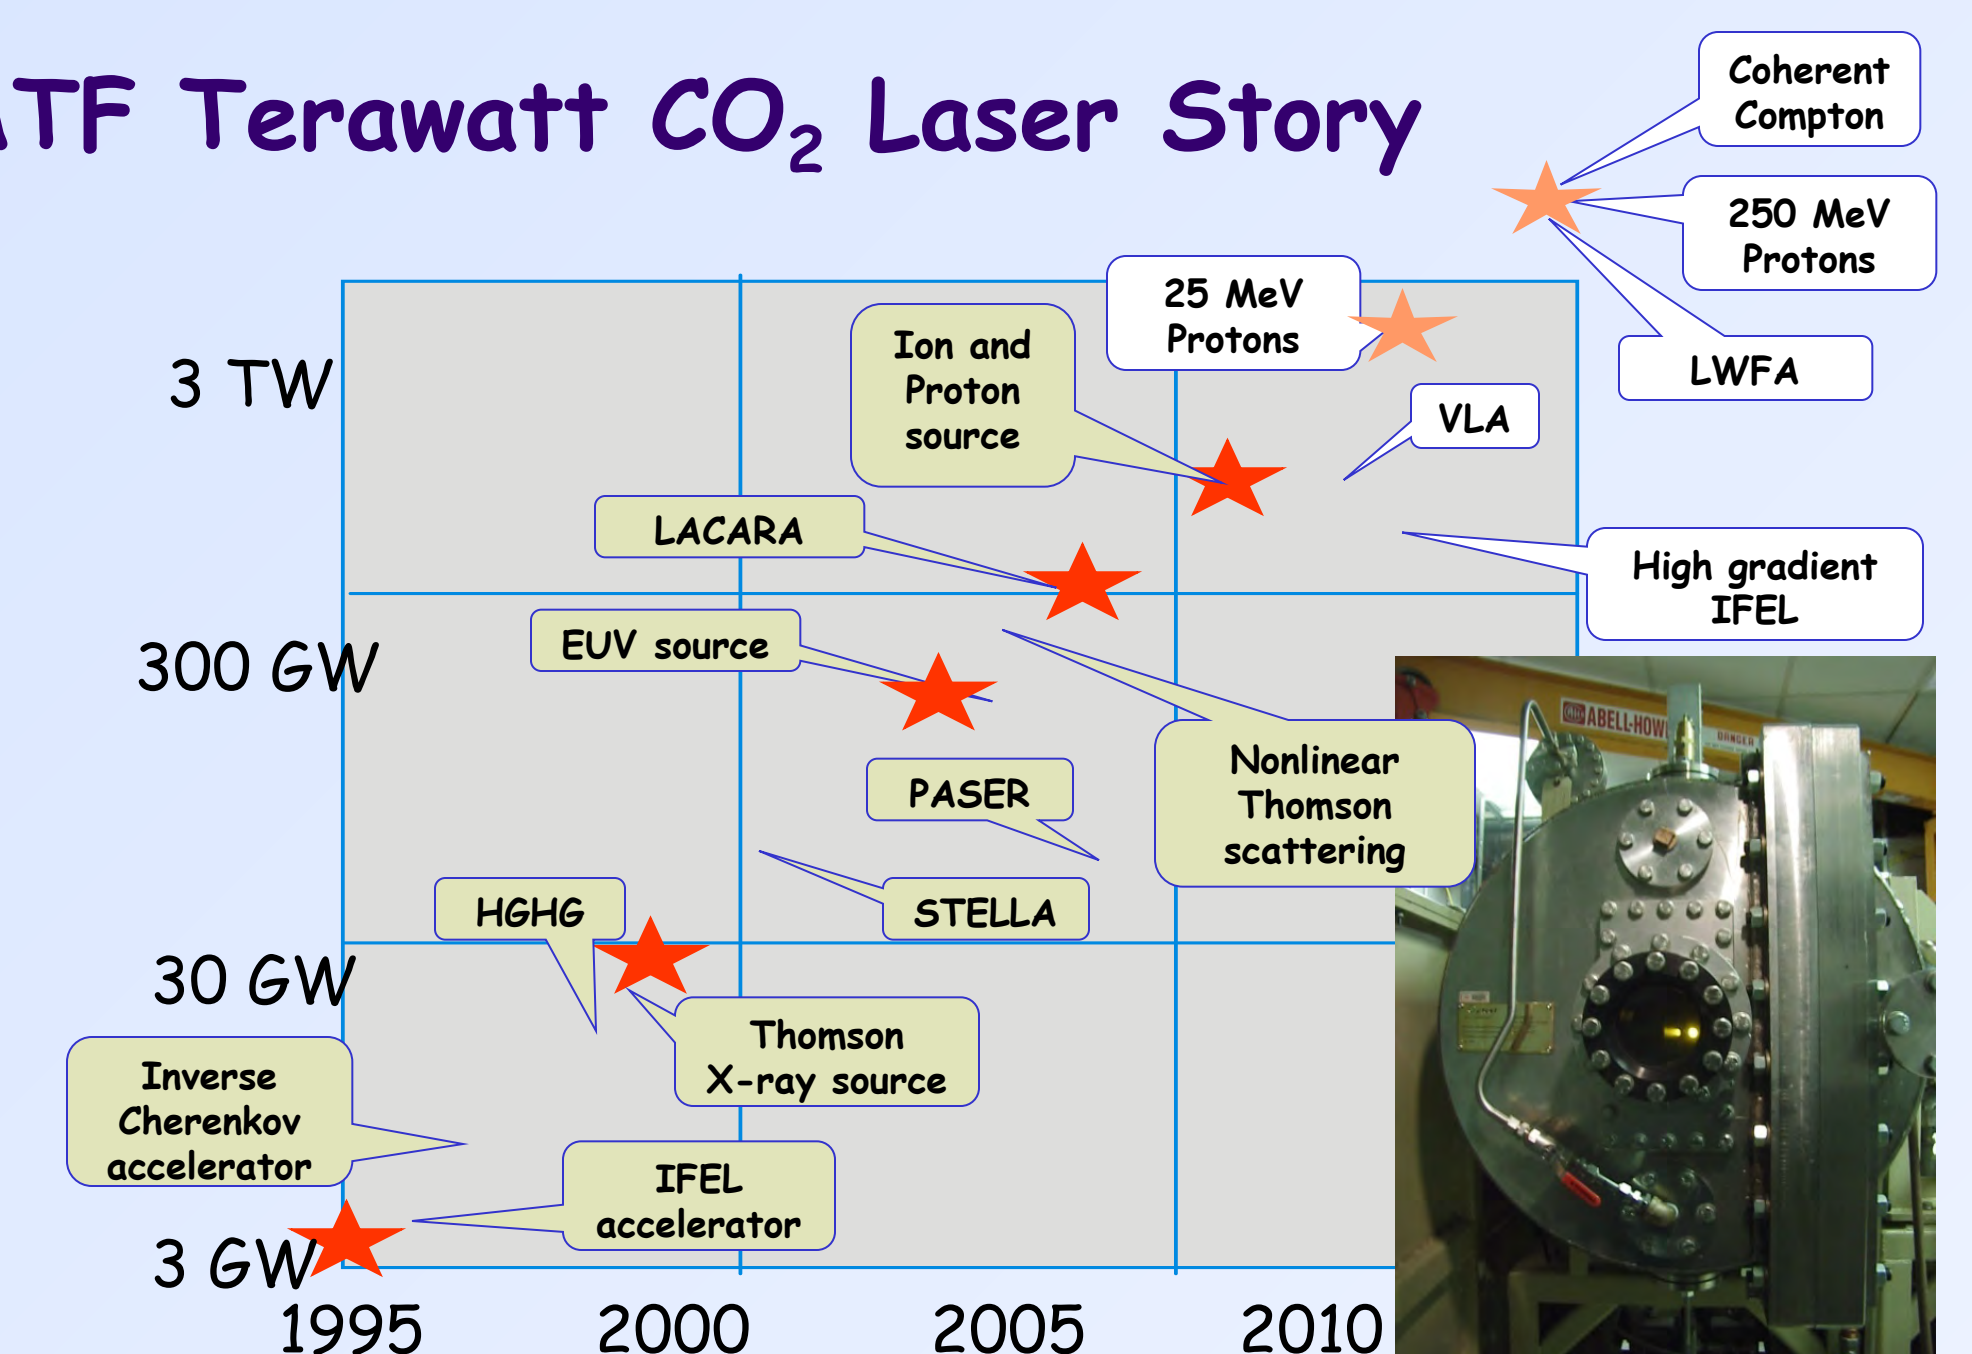 ATF Terawatt CO₂ Laser Story
Coherent
Compton
250 MeV
Protons
LWFA
25 MeV
Protons
Ion and
Proton
source
3 TW
VLA
LACARA
High gradient
IFEL
EUV source
300 GW
Nonlinear
Thomson
scattering
PASER
HGHG
STELLA
30 GW
Thomson
X-ray source
Inverse
Cherenkov
accelerator
IFEL
accelerator
3 GW
1995
2000
2005
2010
ABELL-HOW
DANGER